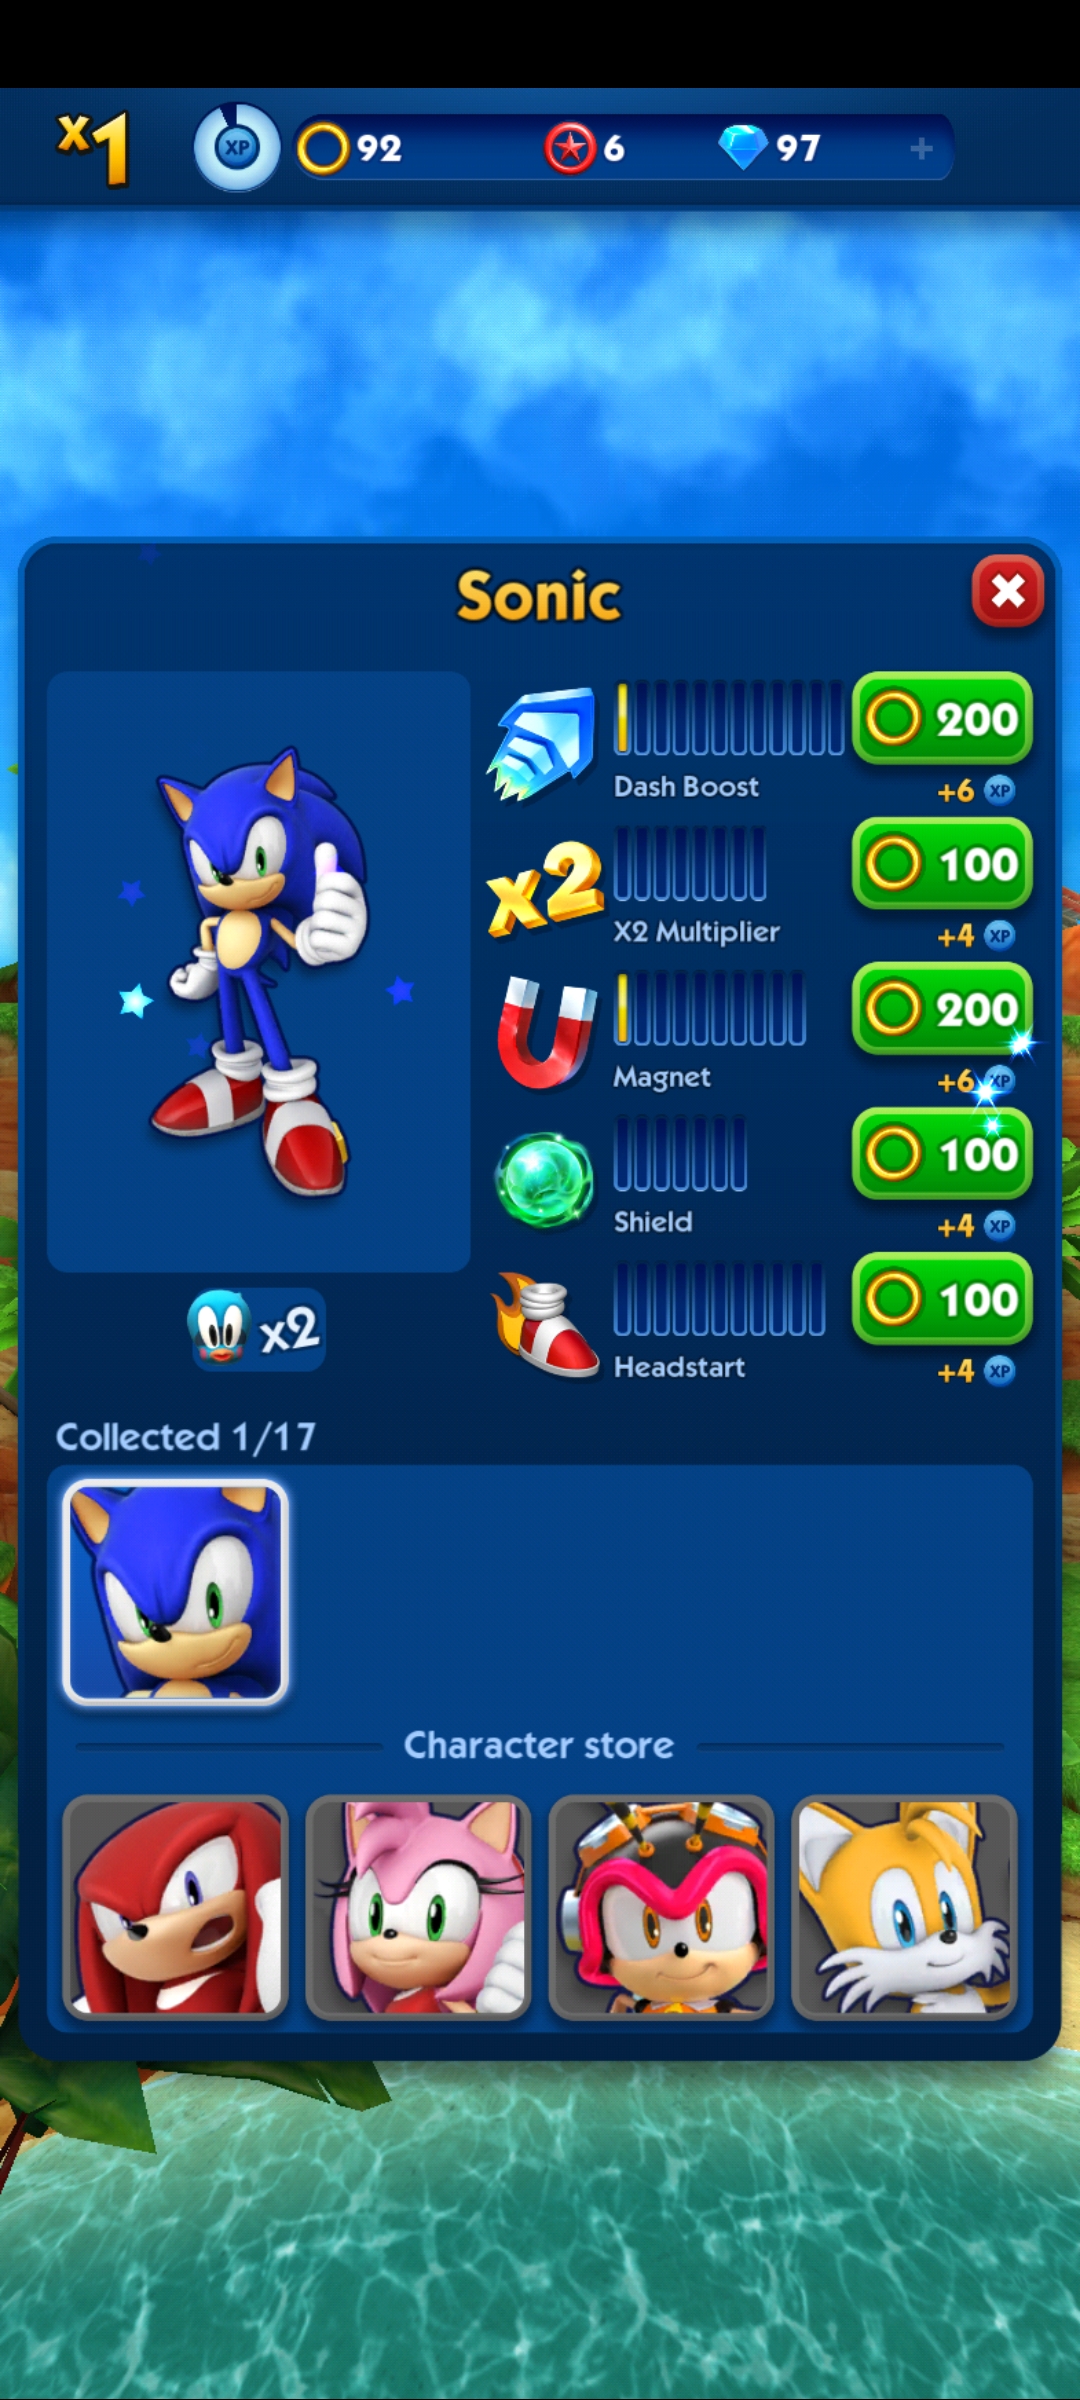 x1
XP
92
6
97
+
Sonic
200
Dash Boost
+6 XP
x2
100
X2 Multiplier
+4 XP
200
Magnet
+6 XP
100
Shield
+4 XP
100
Headstart
+4 XP
x2
Collected 1/17
Character store